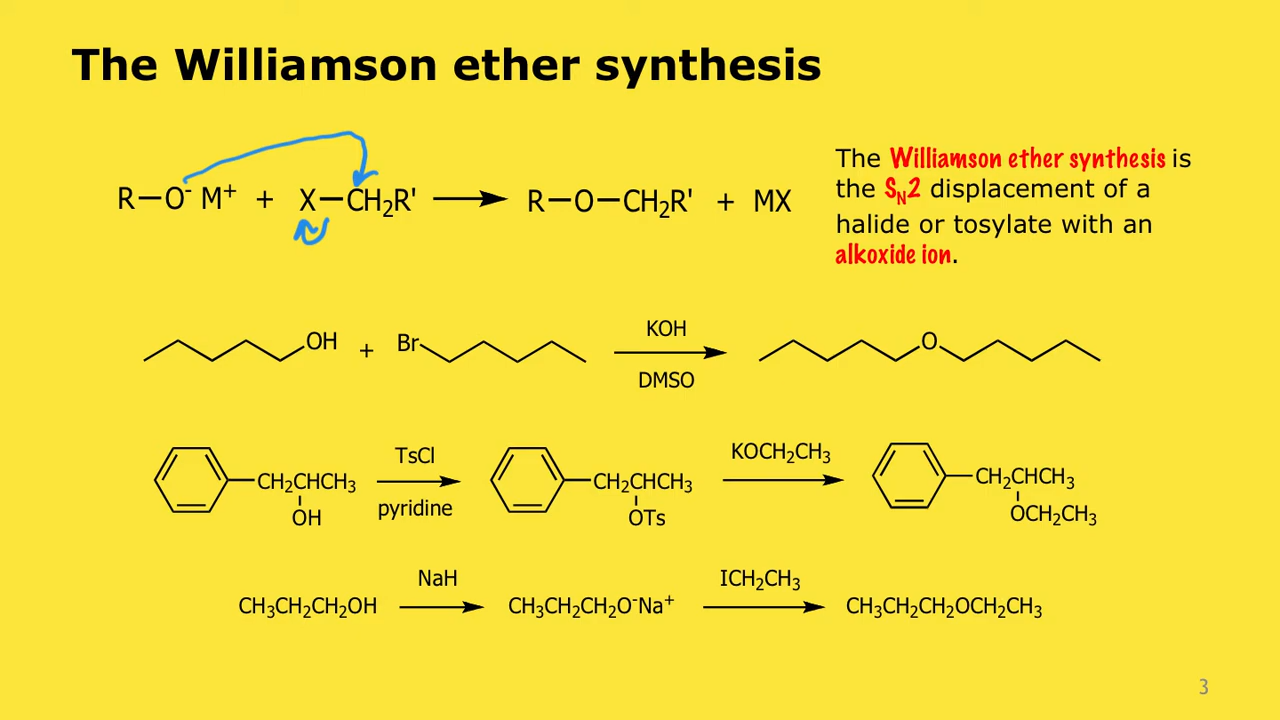 The Williamson ether synthesis
R—O⁻ M⁺ + X—CH₂R' → R—O—CH₂R' + MX
The Williamson ether synthesis is
the Sₙ2 displacement of a
halide or tosylate with an
alkoxide ion.
OH + Br KOH O
DMSO
TsCl KOCH₂CH₃
CH₂CHCH₃ CH₂CHCH₃ CH₂CHCH₃
pyridine
OH OTs OCH₂CH₃
NaH ICH₂CH₃
CH₃CH₂CH₂OH → CH₃CH₂CH₂O⁻Na⁺ → CH₃CH₂CH₂OCH₂CH₃
3